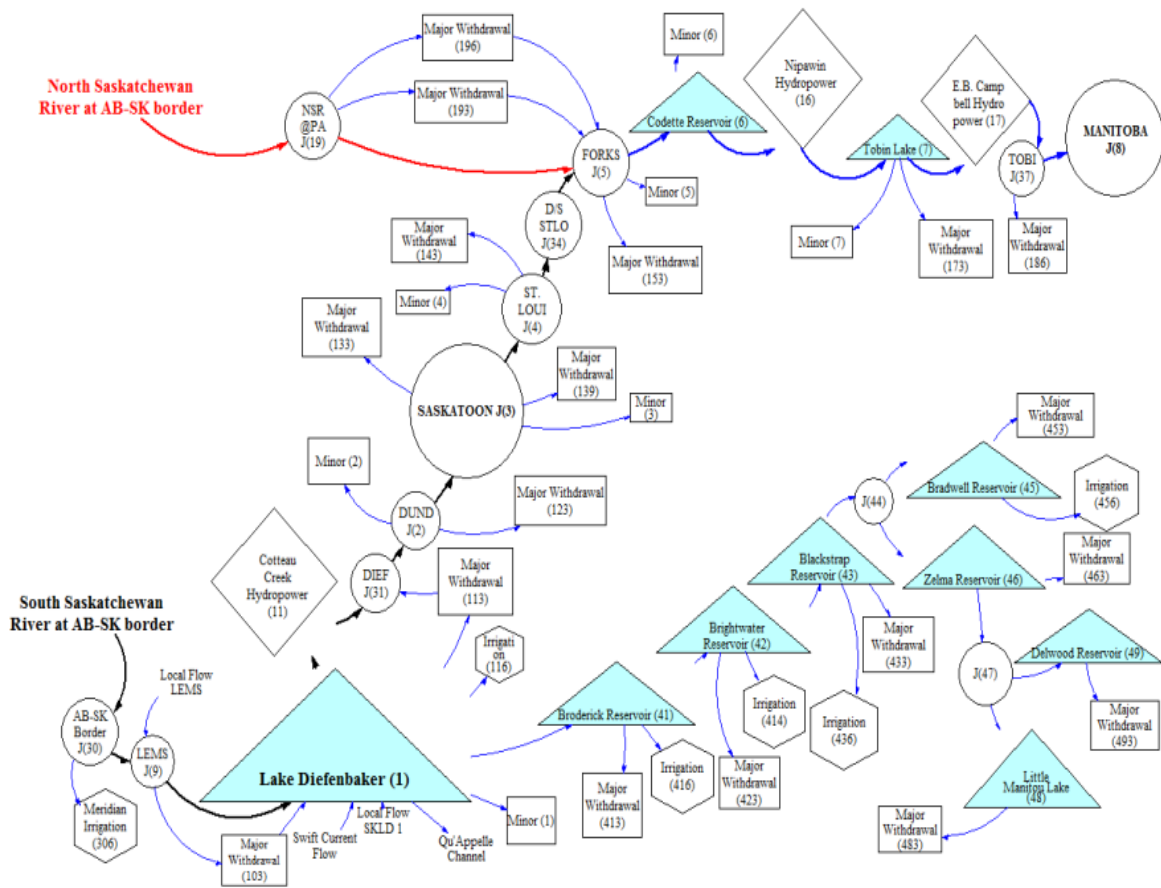 Major Withdrawal
(196)
Minor (6)
North Saskatchewan
River at AB-SK border
Major Withdrawal
(193)
NSR
@PA
J(19)
FORKS
J(5)
Codette Reservoir (6)
Nipawin
Hydropower
(16)
E.B. Camp
bell Hydro
power (17)
Tobin Lake (7)
TOBI
J(37)
MANITOBA
J(8)
Minor (5)
D/S
STLO
J(34)
Major
Withdrawal
(143)
Major Withdrawal
(153)
Minor (7)
Major
Withdrawal
(173)
Major
Withdrawal
(186)
Minor (4)
ST.
LOUI
J(4)
Major
Withdrawal
(133)
SASKATOON J(3)
Major
Withdrawal
(139)
Minor
(3)
Major
Withdrawal
(453)
Minor (2)
Major Withdrawal
(123)
DUND
J(2)
J(44)
Bradwell Reservoir (45)
Irrigation
(456)
Cotteau
Creek
Hydropower
(11)
DIEF
J(31)
Major
Withdrawal
(113)
Blackstrap
Reservoir (43)
Zelma Reservoir (46)
Major
Withdrawal
(463)
South Saskatchewan
River at AB-SK border
Irrigati
on
(116)
Brightwater
Reservoir (42)
Major
Withdrawal
(433)
Delwood Reservoir (49)
J(47)
Local Flow
LEMS
AB-SK
Border
J(30)
LEMS
J(9)
Lake Diefenbaker (1)
Broderick Reservoir (41)
Irrigation
(414)
Irrigation
(436)
Major
Withdrawal
(493)
Meridian
Irrigation
(306)
Major
Withdrawal
(103)
Swift Current
Flow
Local Flow
SKLD 1
Qu'Appelle
Channel
Minor (1)
Major
Withdrawal
(413)
Irrigation
(416)
Major
Withdrawal
(423)
Little
Manitou Lake
(48)
Major
Withdrawal
(483)